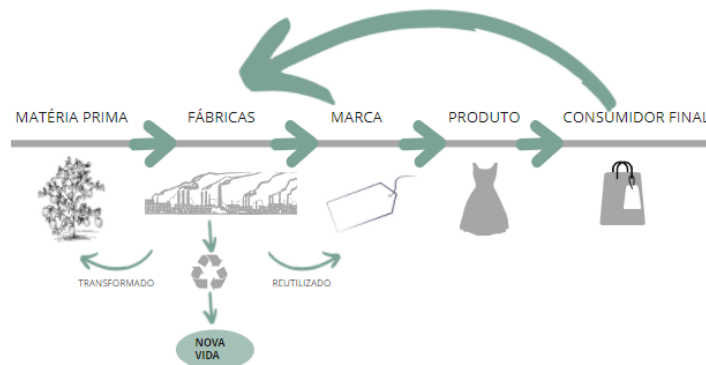 MATÉRIA PRIMA
FÁBRICAS
MARCA
PRODUTO
CONSUMIDOR FINAL
TRANSFORMADO
REUTILIZADO
NOVA
VIDA